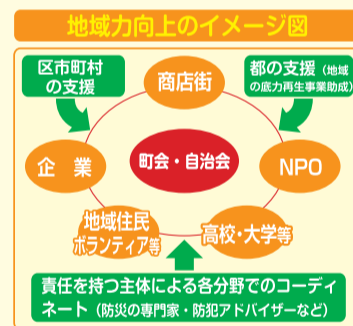 地域力向上のイメージ図
区市町村
の支援
商店街
都の支援（地域
の底力再生事業助成）
企　業
町会・自治会
NPO
地域住民
ボランティア等
高校・大学等
責任を持つ主体による各分野でのコーディ
ネート（防災の専門家・防犯アドバイザーなど）